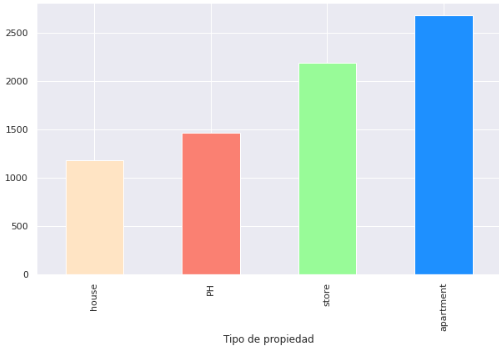 2500
2000
1500
1000
500
0
house
PH
store
apartment
Tipo de propiedad